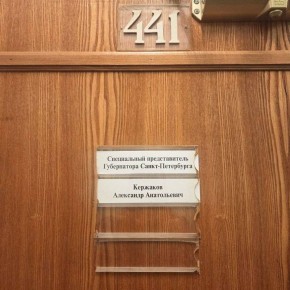 441
Специальный представитель
Губернатора Санкт-Петербурга
Кержаков
Александр Анатольевич